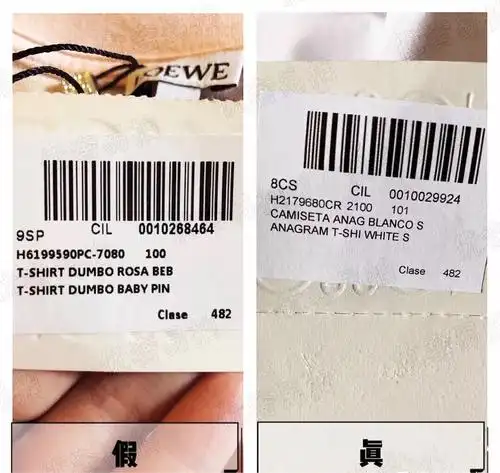 LOEWE
9SP CIL 0010268464
H6199590PC-7080 100
T-SHIRT DUMBO ROSA BEB
T-SHIRT DUMBO BABY PIN
Clase 482
假
8CS CIL 0010029924
H2179680CR 2100 101
CAMISETA ANAG BLANCO S
ANAGRAM T-SHI WHITE S
Clase 482
眞